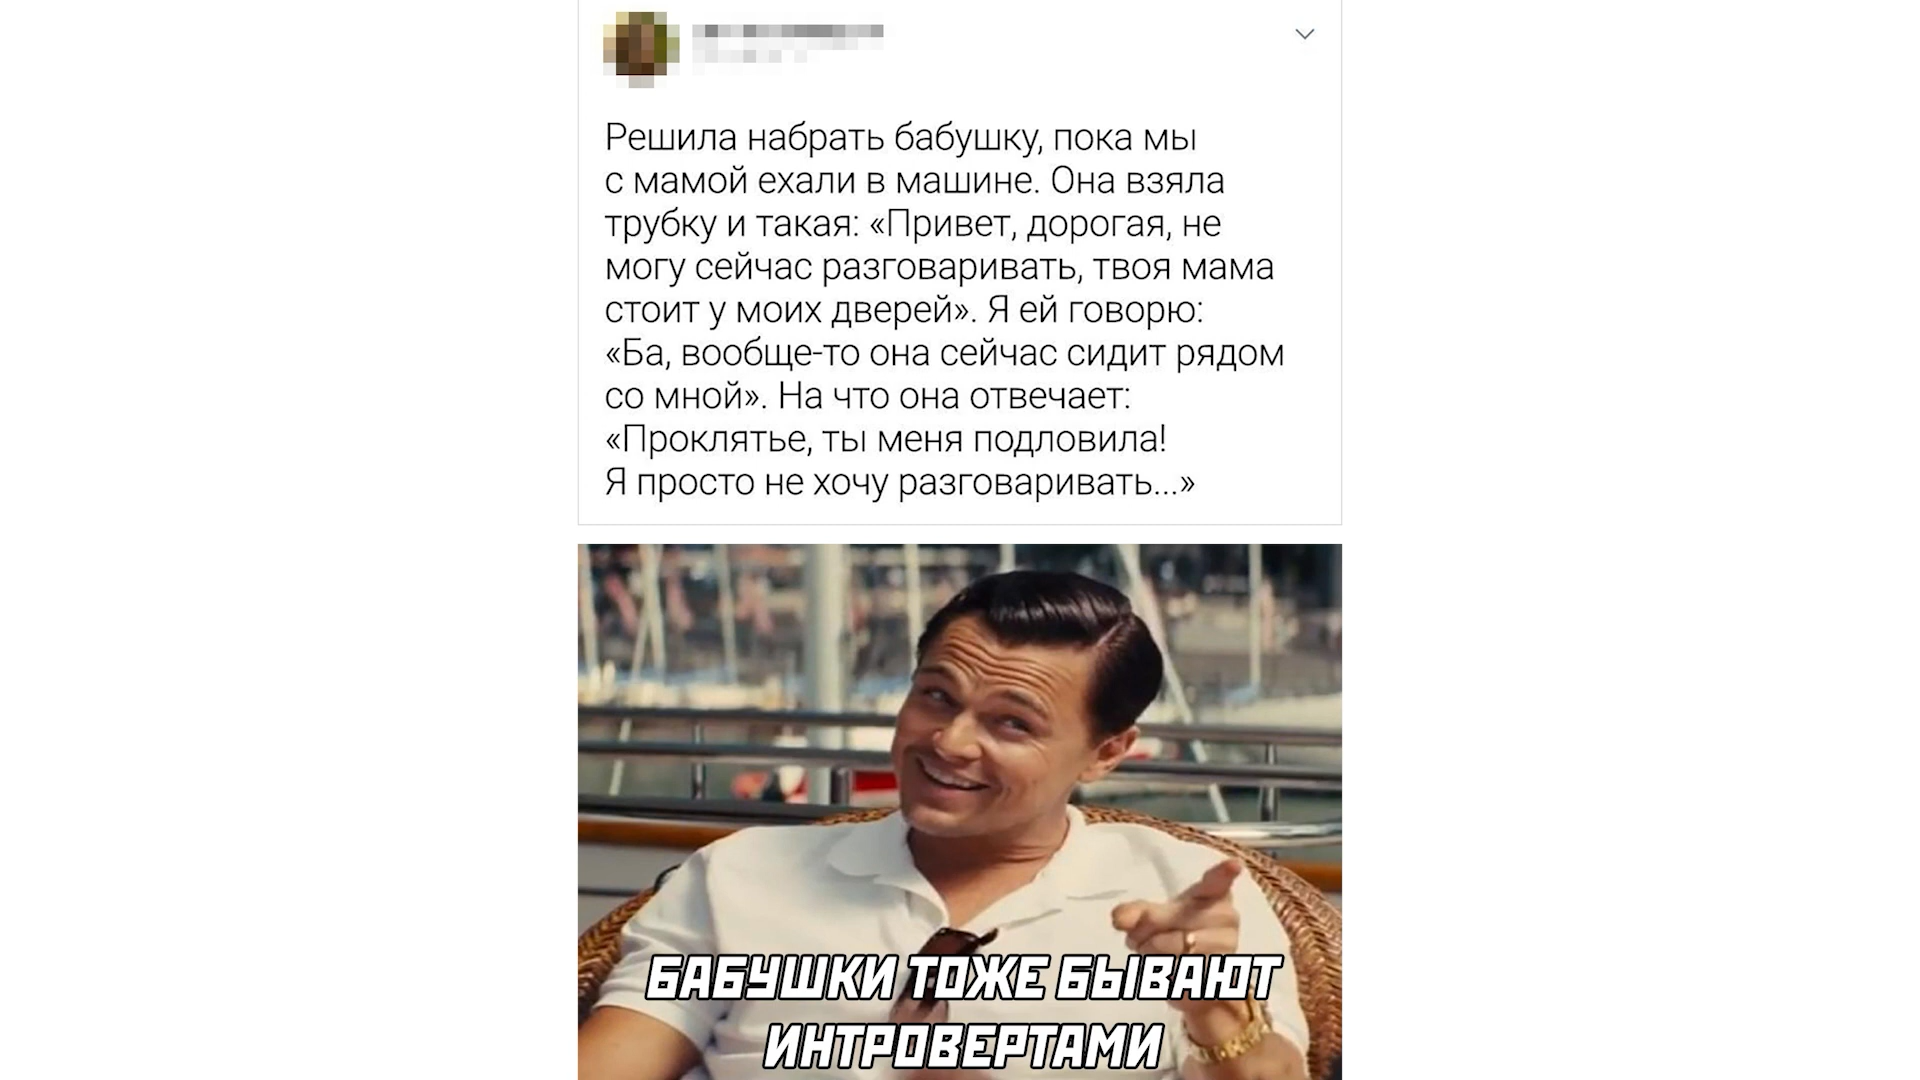 Решила набрать бабушку, пока мы
с мамой ехали в машине. Она взяла
трубку и такая: «Привет, дорогая, не
могу сейчас разговаривать, твоя мама
стоит у моих дверей». Я ей говорю:
«Ба, вообще-то она сейчас сидит рядом
со мной». На что она отвечает:
«Проклятье, ты меня подловила!
Я просто не хочу разговаривать...»
БАБУШКИ ТОЖЕ БЫВАЮТ
ИНТРОВЕРТАМИ